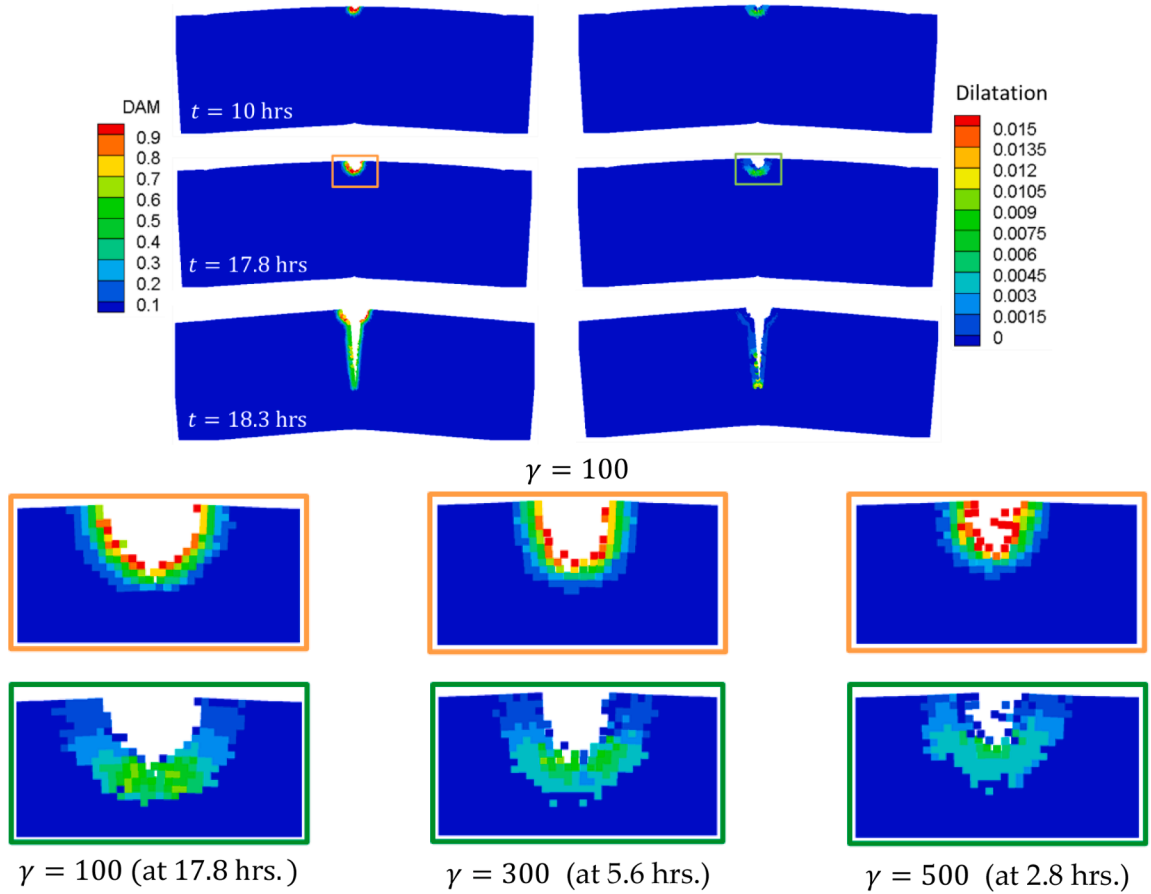 t = 10 hrs
DAM
0.9
0.8
0.7
0.6
0.5
0.4
0.3
0.2
0.1
Dilatation
0.015
0.0135
0.012
0.0105
0.009
0.0075
0.006
0.0045
0.003
0.0015
0
t = 17.8 hrs
t = 18.3 hrs
γ = 100
γ = 100 (at 17.8 hrs.)
γ = 300 (at 5.6 hrs.)
γ = 500 (at 2.8 hrs.)